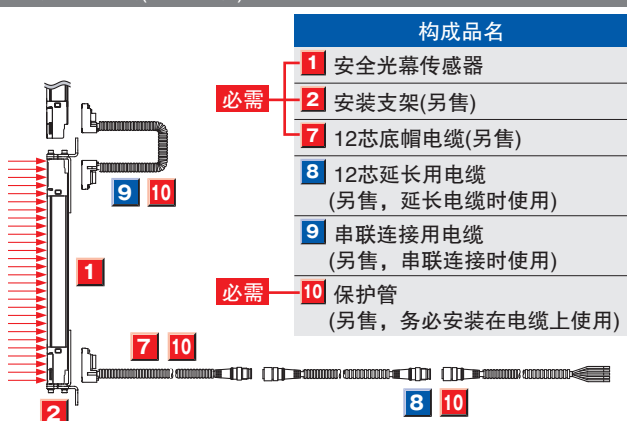 构成品名
1 安全光幕传感器
必需 2 安装支架(另售)
7 12芯底帽电缆(另售)
8 12芯延长用电缆
(另售，延长电缆时使用)
9 串联连接用电缆
(另售，串联连接时使用)
必需 10 保护管
(另售，务必安装在电缆上使用)
9 10
1
7 10
8 10
2